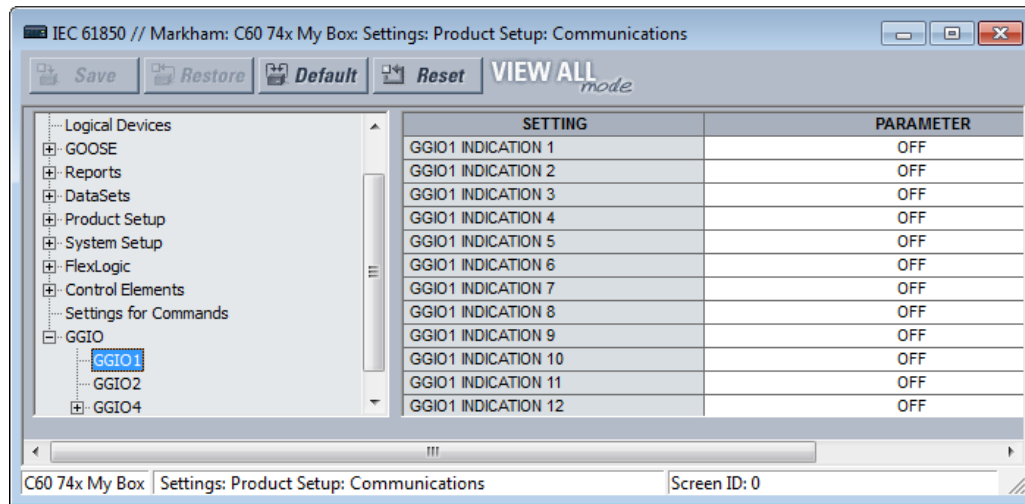 IEC 61850 // Markham: C60 74x My Box: Settings: Product Setup: Communications
Save Restore Default Reset VIEW ALL mode
Logical Devices
GOOSE
Reports
DataSets
Product Setup
System Setup
FlexLogic
Control Elements
Settings for Commands
GGIO
GGIO1
GGIO2
GGIO4
SETTING PARAMETER
GGIO1 INDICATION 1 OFF
GGIO1 INDICATION 2 OFF
GGIO1 INDICATION 3 OFF
GGIO1 INDICATION 4 OFF
GGIO1 INDICATION 5 OFF
GGIO1 INDICATION 6 OFF
GGIO1 INDICATION 7 OFF
GGIO1 INDICATION 8 OFF
GGIO1 INDICATION 9 OFF
GGIO1 INDICATION 10 OFF
GGIO1 INDICATION 11 OFF
GGIO1 INDICATION 12 OFF
C60 74x My Box Settings: Product Setup: Communications Screen ID: 0